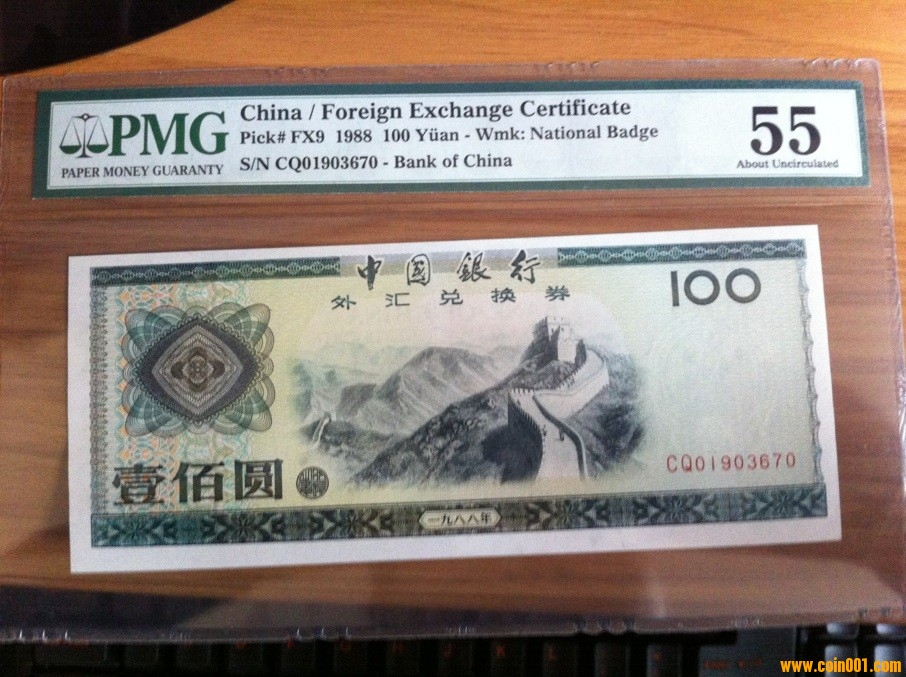 PMG
PAPER MONEY GUARANTY
China / Foreign Exchange Certificate
Pick# FX9 1988 100 Yüan - Wmk: National Badge
S/N CQ01903670 - Bank of China
55
About Uncirculated
中国銀行
外汇兑换券
100
CQ01903670
壹佰圆
一九八八年
www.coin001.com